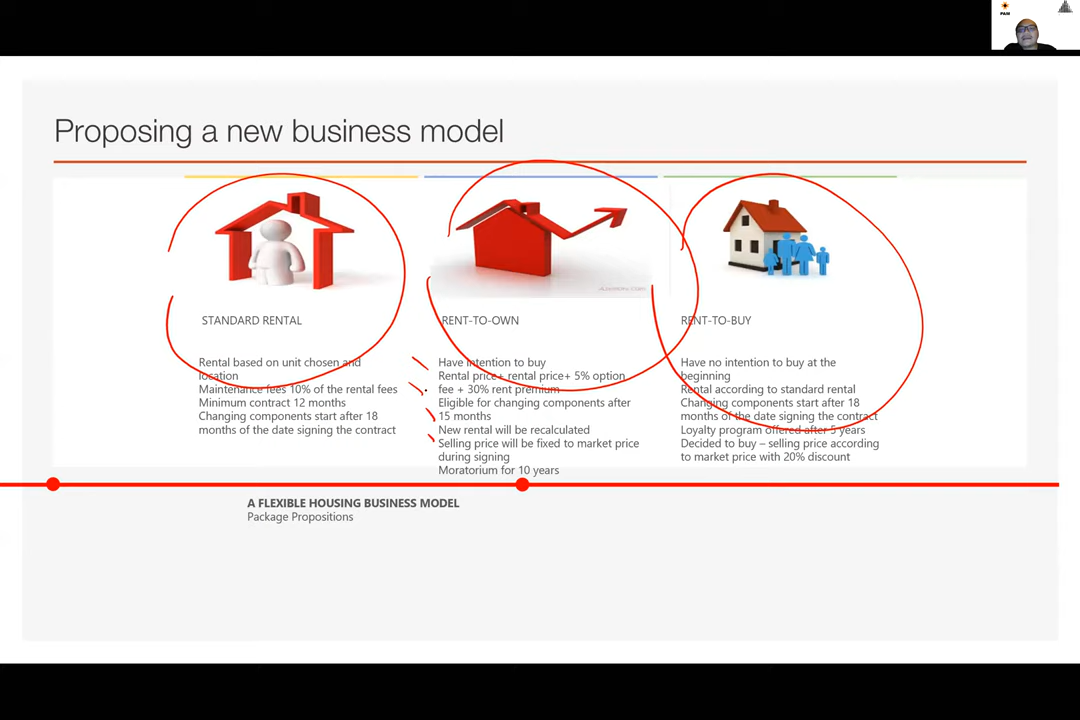 PAM
Proposing a new business model
STANDARD RENTAL
Rental based on unit chosen and
location
Maintenance fees 10% of the rental fees
Minimum contract 12 months
Changing components start after 18
months of the date signing the contract
RENT-TO-OWN
Have intention to buy
Rental price+ rental price+ 5% option
fee + 30% rent premium
Eligible for changing components after
15 months
New rental will be recalculated
Selling price will be fixed to market price
during signing
Moratorium for 10 years
RENT-TO-BUY
Have no intention to buy at the
beginning
Rental according to standard rental
Changing components start after 18
months of the date signing the contract
Loyalty program offered after 5 years
Decided to buy – selling price according
to market price with 20% discount
A FLEXIBLE HOUSING BUSINESS MODEL
Package Propositions